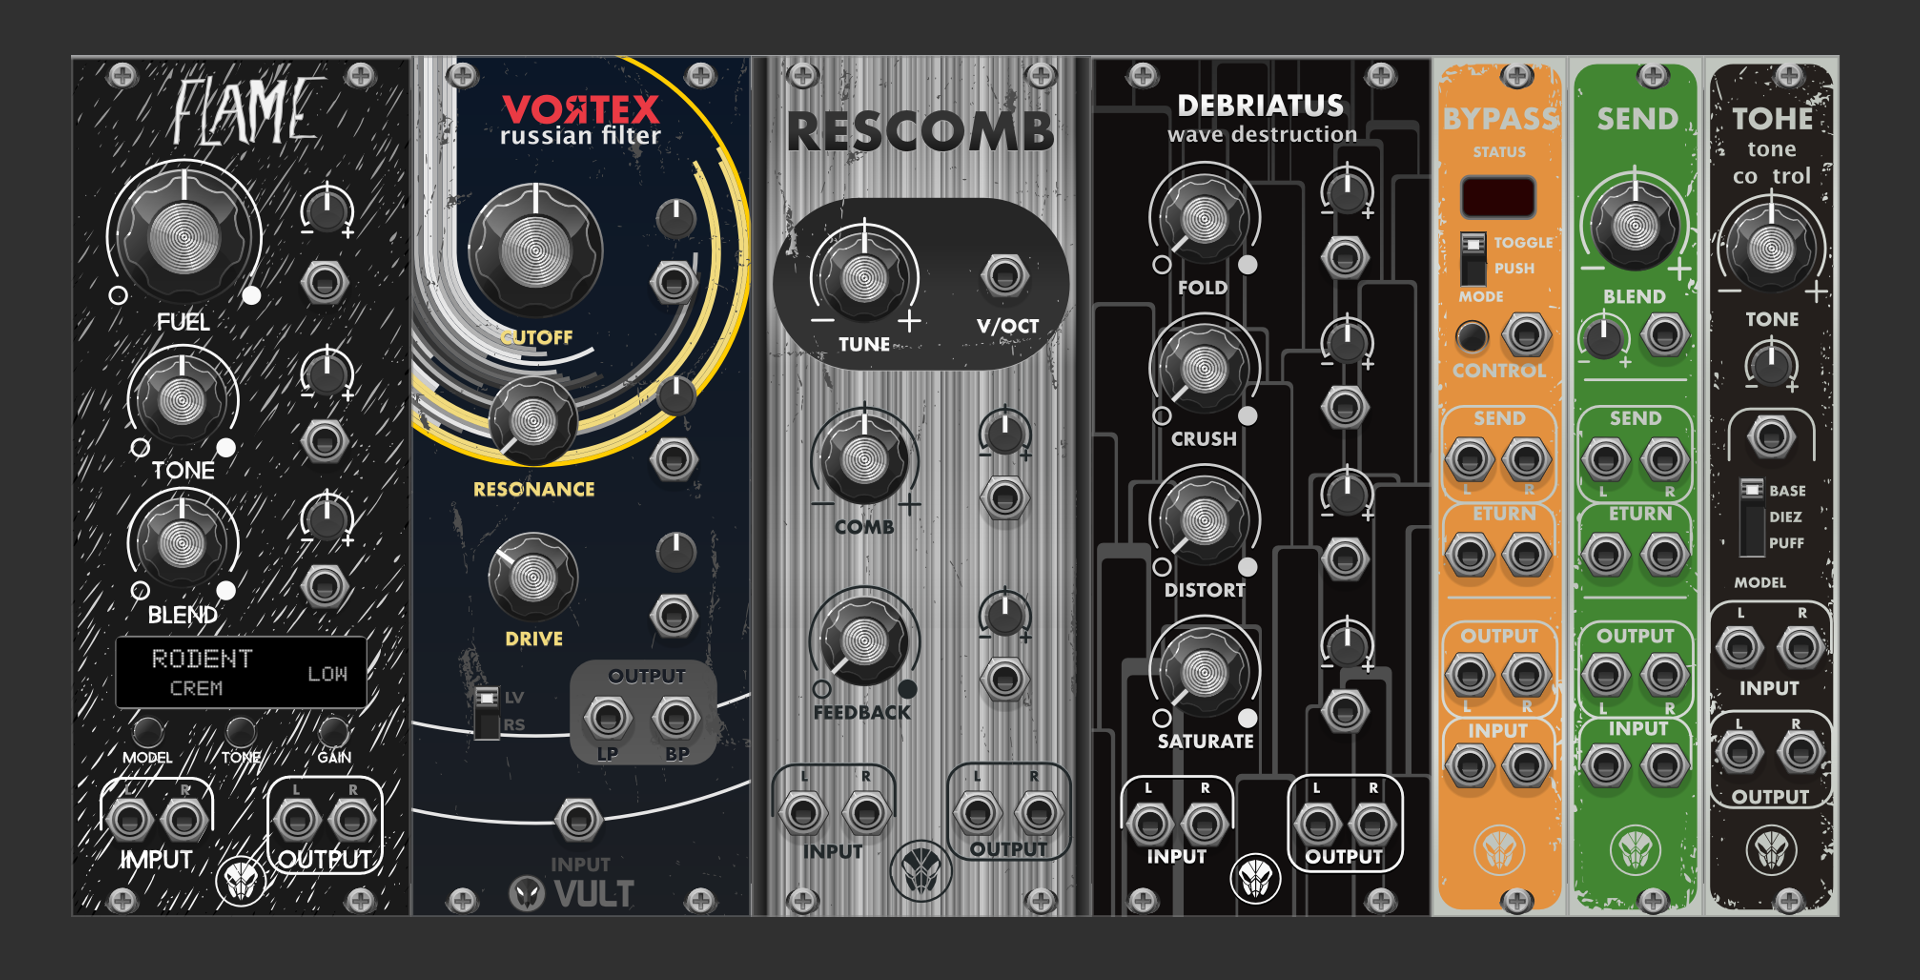 FLAME
FUEL
TONE
BLEND
RODENT
CREM
LOW
MODEL
TONE
GAIN
L R
IMPUT
L R
OUTPUT
VOЯTEX
russian filter
CUTOFF
RESONANCE
DRIVE
LV
RS
OUTPUT
LP BP
INPUT
VULT
RESCOMB
TUNE
V/OCT
COMB
FEEDBACK
L R
INPUT
L R
OUTPUT
DEBRIATUS
wave destruction
FOLD
CRUSH
DISTORT
SATURATE
L R
INPUT
L R
OUTPUT
BYPASS
STATUS
TOGGLE
PUSH
MODE
CONTROL
SEND
L R
ETURN
OUTPUT
L R
INPUT
SEND
BLEND
SEND
L R
ETURN
OUTPUT
L R
INPUT
TOHE
tone
co trol
TONE
BASE
DIEZ
PUFF
MODEL
L R
INPUT
L R
OUTPUT